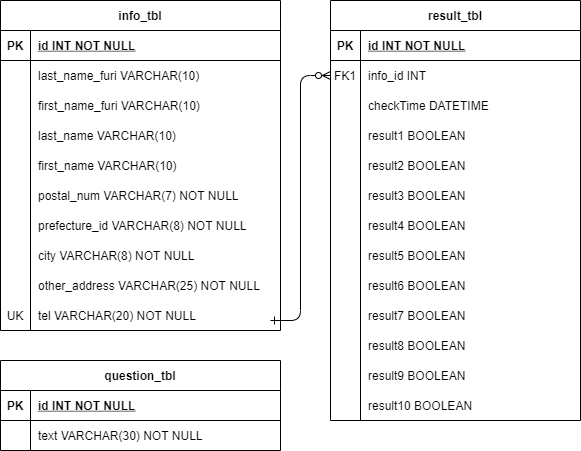 info_tbl
PK id INT NOT NULL
last_name_furi VARCHAR(10)
first_name_furi VARCHAR(10)
last_name VARCHAR(10)
first_name VARCHAR(10)
postal_num VARCHAR(7) NOT NULL
prefecture_id VARCHAR(8) NOT NULL
city VARCHAR(8) NOT NULL
other_address VARCHAR(25) NOT NULL
UK tel VARCHAR(20) NOT NULL
result_tbl
PK id INT NOT NULL
FK1 info_id INT
checkTime DATETIME
result1 BOOLEAN
result2 BOOLEAN
result3 BOOLEAN
result4 BOOLEAN
result5 BOOLEAN
result6 BOOLEAN
result7 BOOLEAN
result8 BOOLEAN
result9 BOOLEAN
result10 BOOLEAN
question_tbl
PK id INT NOT NULL
text VARCHAR(30) NOT NULL